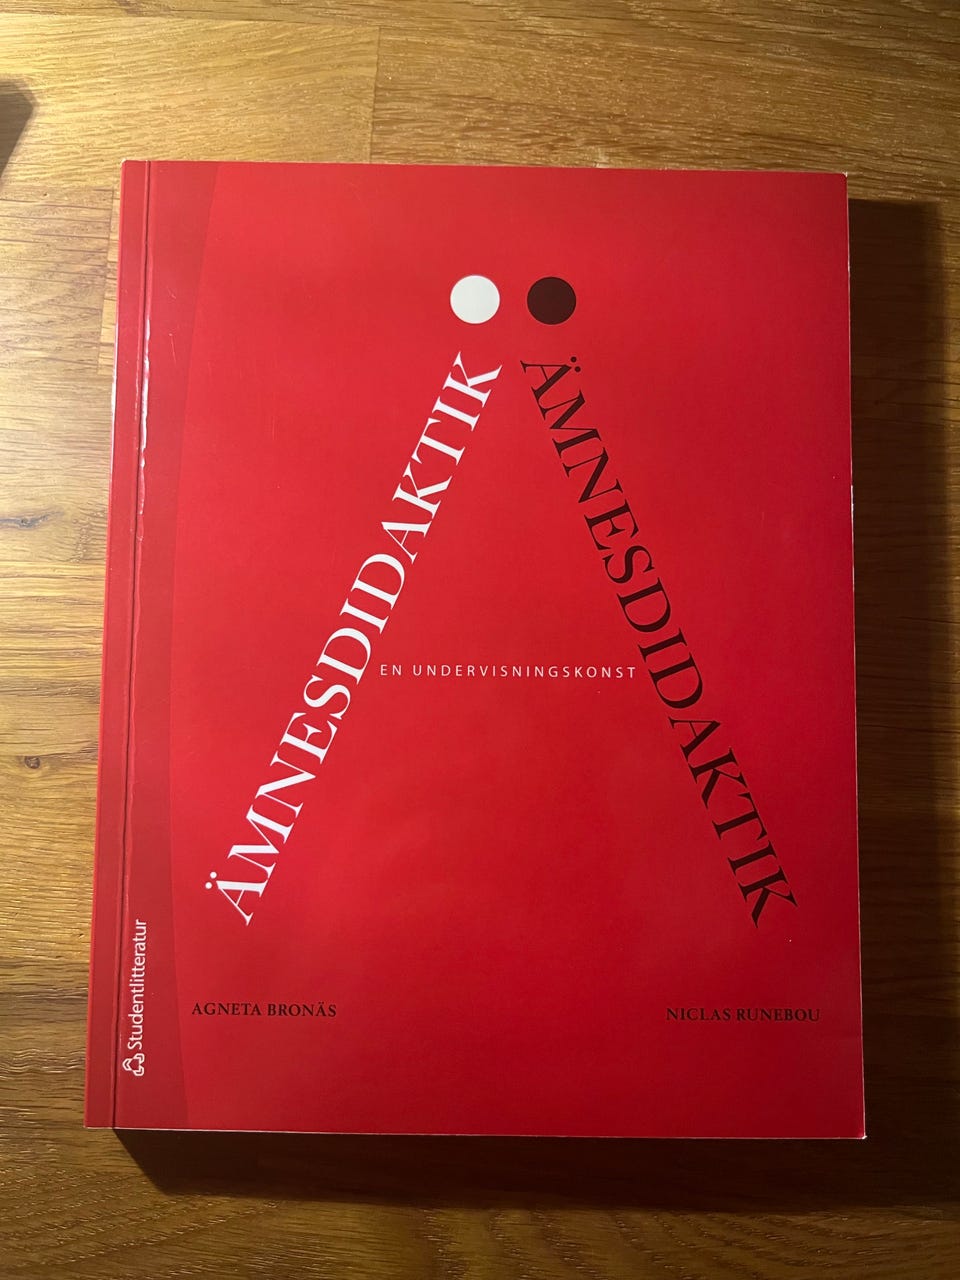 ÄMNESDIDAKTIK
ÄMNESDIDAKTIK
EN UNDERVISNINGSKONST
AGNETA BRONÄS
NICLAS RUNEBOU
Studentlitteratur